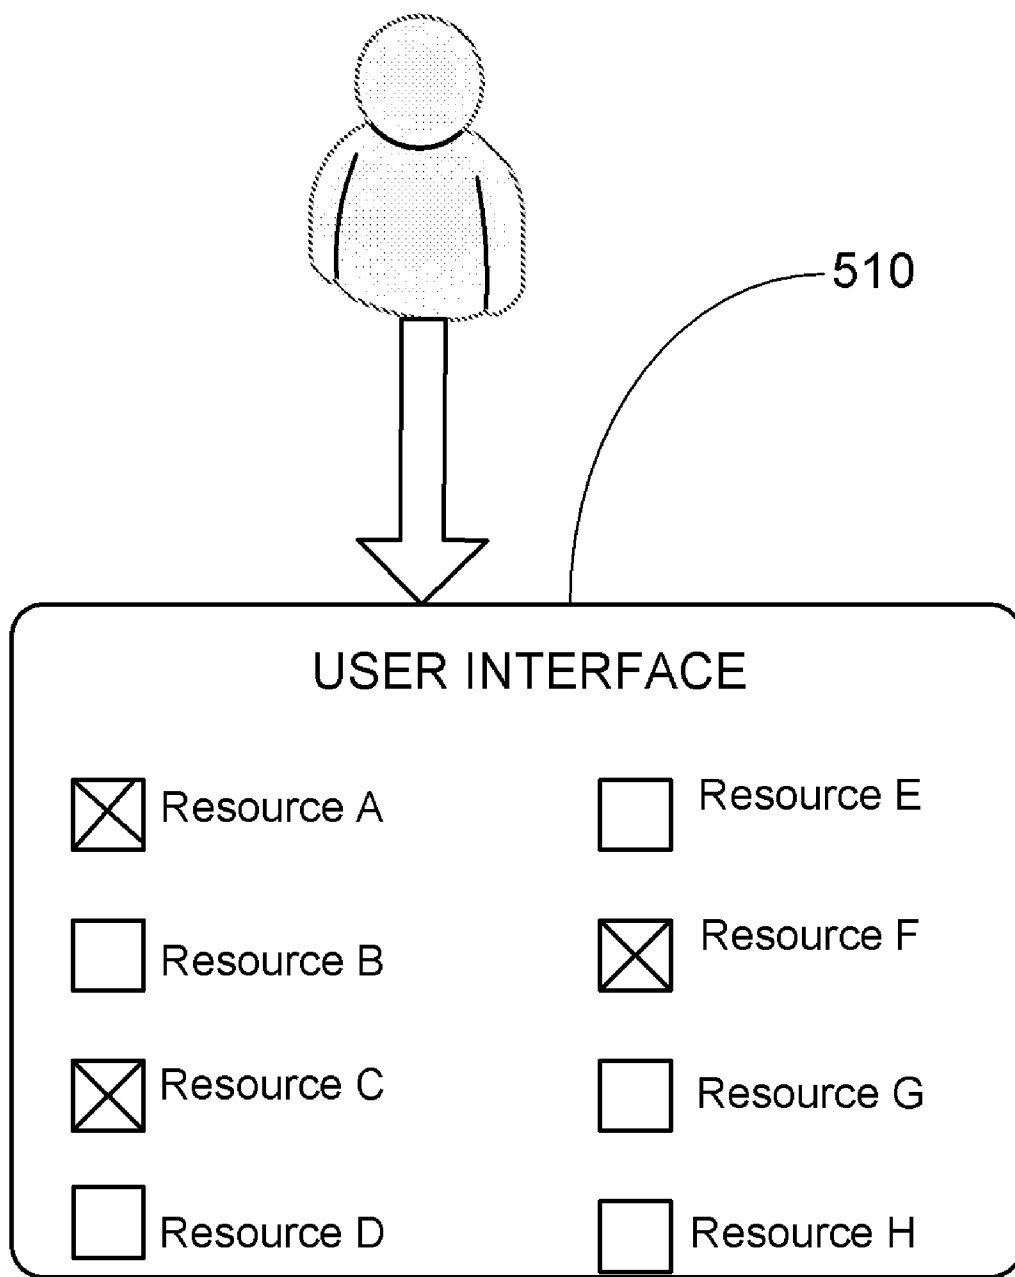 510
USER INTERFACE
Resource A
Resource B
Resource C
Resource D
Resource E
Resource F
Resource G
Resource H